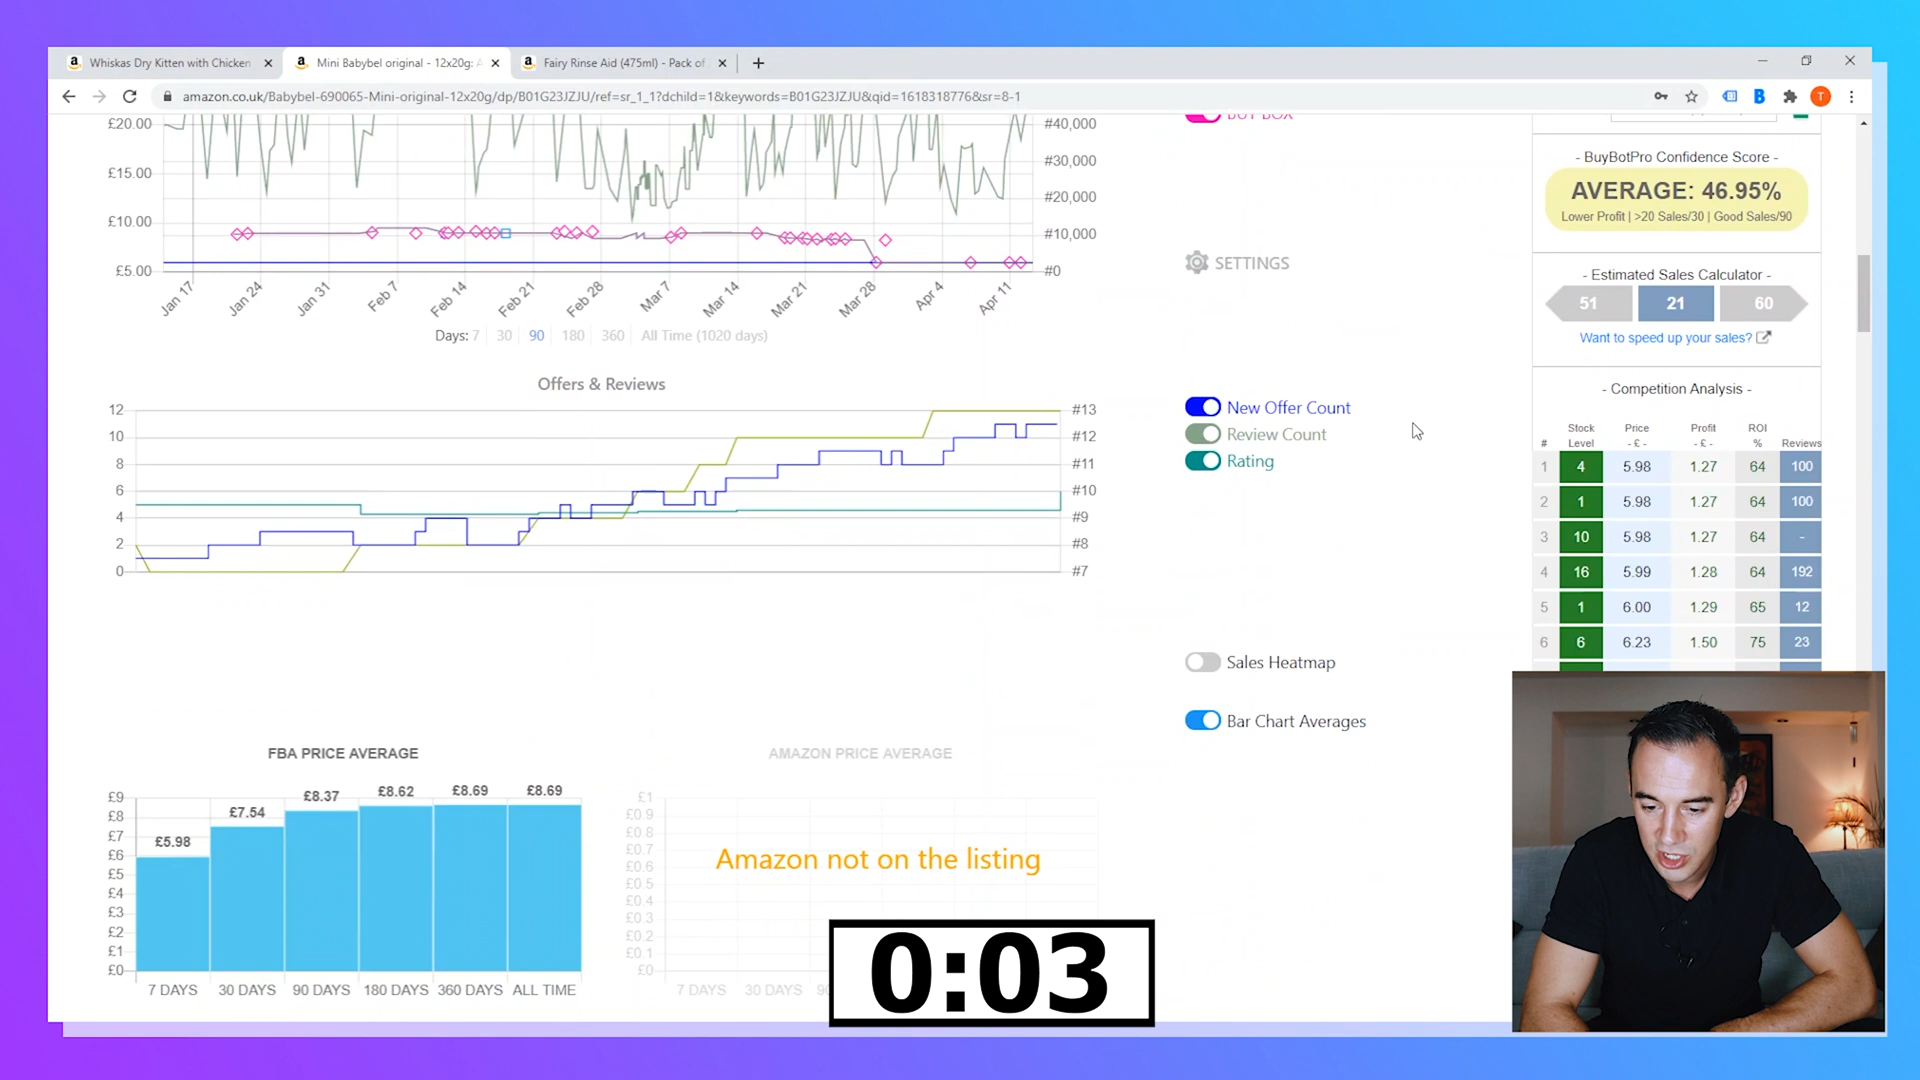 Whiskas Dry Kitten with Chicken
Mini Babybel original - 12x20g: A
Fairy Rinse Aid (475ml) - Pack of
amazon.co.uk/Babybel-690065-Mini-original-12x20g/dp/B01G23JZJU/ref=sr_1_1?dchild=1&keywords=B01G23JZJU&qid=1618318776&sr=8-1
£20.00
£15.00
£10.00
£5.00
#40,000
#30,000
#20,000
#10,000
#0
Jan 17
Jan 24
Jan 31
Feb 7
Feb 14
Feb 21
Feb 28
Mar 7
Mar 14
Mar 21
Mar 28
Apr 4
Apr 11
Days: 7 30 90 180 360 All Time (1020 days)
BUY BOX
SETTINGS
Offers & Reviews
12
10
8
6
4
2
0
#13
#12
#11
#10
#9
#8
#7
New Offer Count
Review Count
Rating
Sales Heatmap
Bar Chart Averages
FBA PRICE AVERAGE
£9
£8
£7
£6
£5
£4
£3
£2
£1
£0
£5.98
£7.54
£8.37
£8.62
£8.69
£8.69
7 DAYS 30 DAYS 90 DAYS 180 DAYS 360 DAYS ALL TIME
AMAZON PRICE AVERAGE
£1
£0.9
£0.8
£0.7
£0.6
£0.5
£0.4
£0.3
£0.2
£0.1
£0
Amazon not on the listing
7 DAYS 30 DAYS
0:03
- BuyBotPro Confidence Score -
AVERAGE: 46.95%
Lower Profit | >20 Sales/30 | Good Sales/90
- Estimated Sales Calculator -
51 21 60
Want to speed up your sales?
- Competition Analysis -
# Stock Level Price - £ - Profit - £ - ROI % Reviews
1 4 5.98 1.27 64 100
2 1 5.98 1.27 64 100
3 10 5.98 1.27 64 -
4 16 5.99 1.28 64 192
5 1 6.00 1.29 65 12
6 6 6.23 1.50 75 23